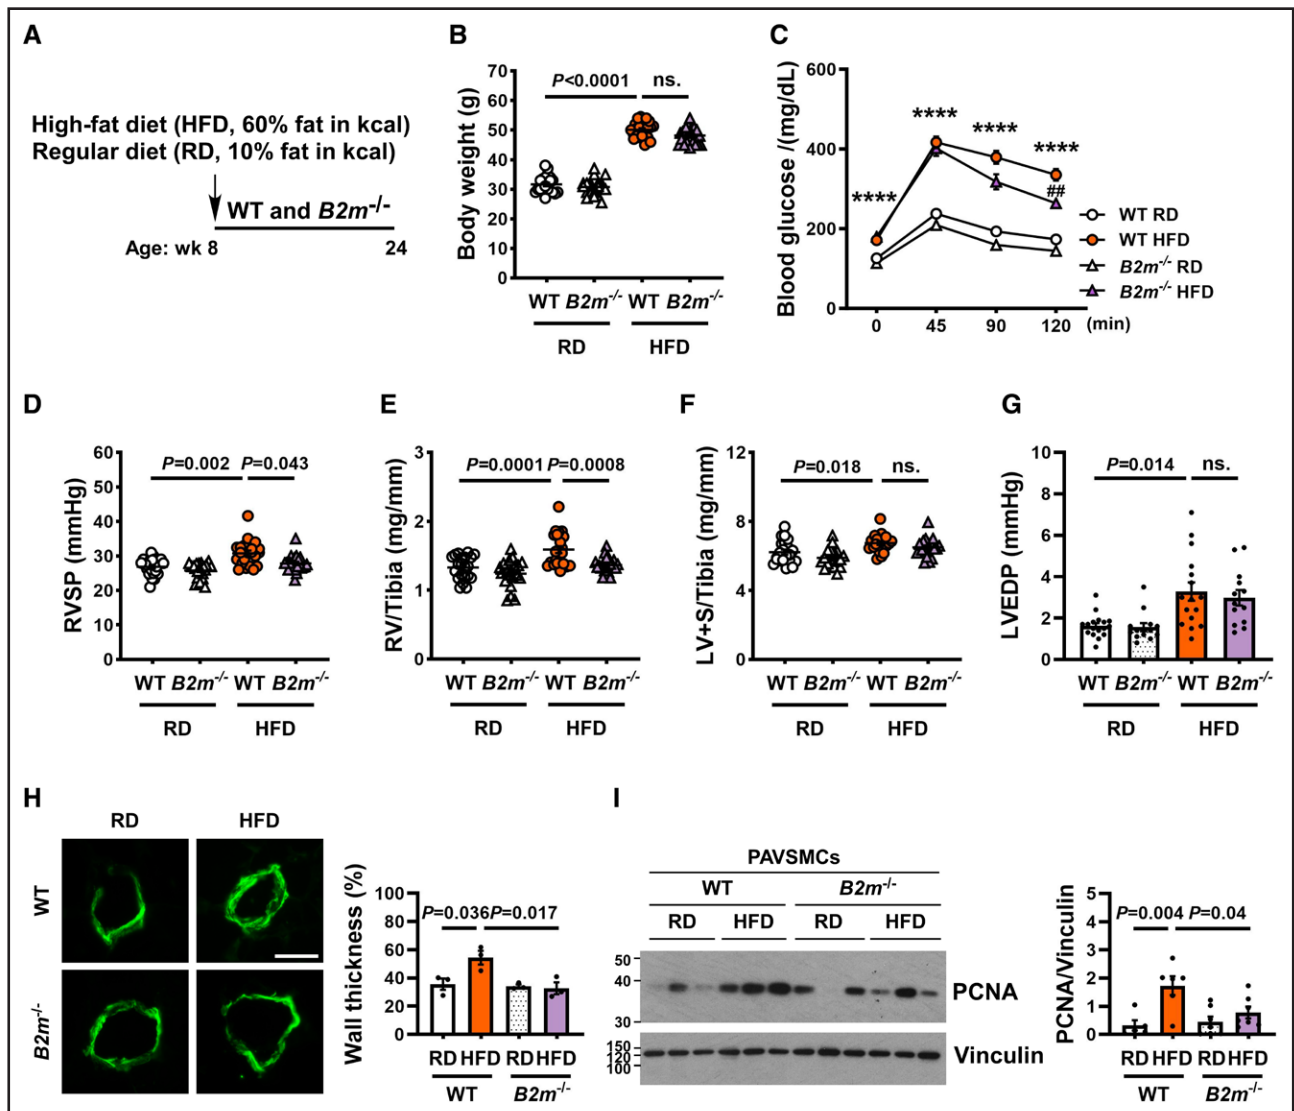 A
High-fat diet (HFD, 60% fat in kcal)
Regular diet (RD, 10% fat in kcal)
WT and B2m-/-
Age: wk 8
24
B
Body weight (g)
70
60
50
40
30
20
10
0
P<0.0001
ns.
WT B2m-/- WT B2m-/-
RD
HFD
C
Blood glucose /(mg/dL)
600
400
200
0
****
****
****
****
##
0 45 90 120 (min)
WT RD
WT HFD
B2m-/- RD
B2m-/- HFD
D
RVSP (mmHg)
60
50
40
30
20
10
0
P=0.002
P=0.043
WT B2m-/- WT B2m-/-
RD
HFD
E
RV/Tibia (mg/mm)
3
2
1
0
P=0.0001
P=0.0008
WT B2m-/- WT B2m-/-
RD
HFD
F
LV+S/Tibia (mg/mm)
12
8
4
0
P=0.018
ns.
WT B2m-/- WT B2m-/-
RD
HFD
G
LVEDP (mmHg)
10
8
6
4
2
0
P=0.014
ns.
WT B2m-/- WT B2m-/-
RD
HFD
H
RD
HFD
WT
B2m-/-
Wall thickness (%)
100
80
60
40
20
0
P=0.036
P=0.017
RD HFD RD HFD
WT
B2m-/-
I
PAVSMCs
WT
B2m-/-
RD HFD RD HFD
50
40
30
PCNA
150
120
100
Vinculin
PCNA/Vinculin
5
4
3
2
1
0
P=0.004
P=0.04
RD HFD RD HFD
WT
B2m-/-